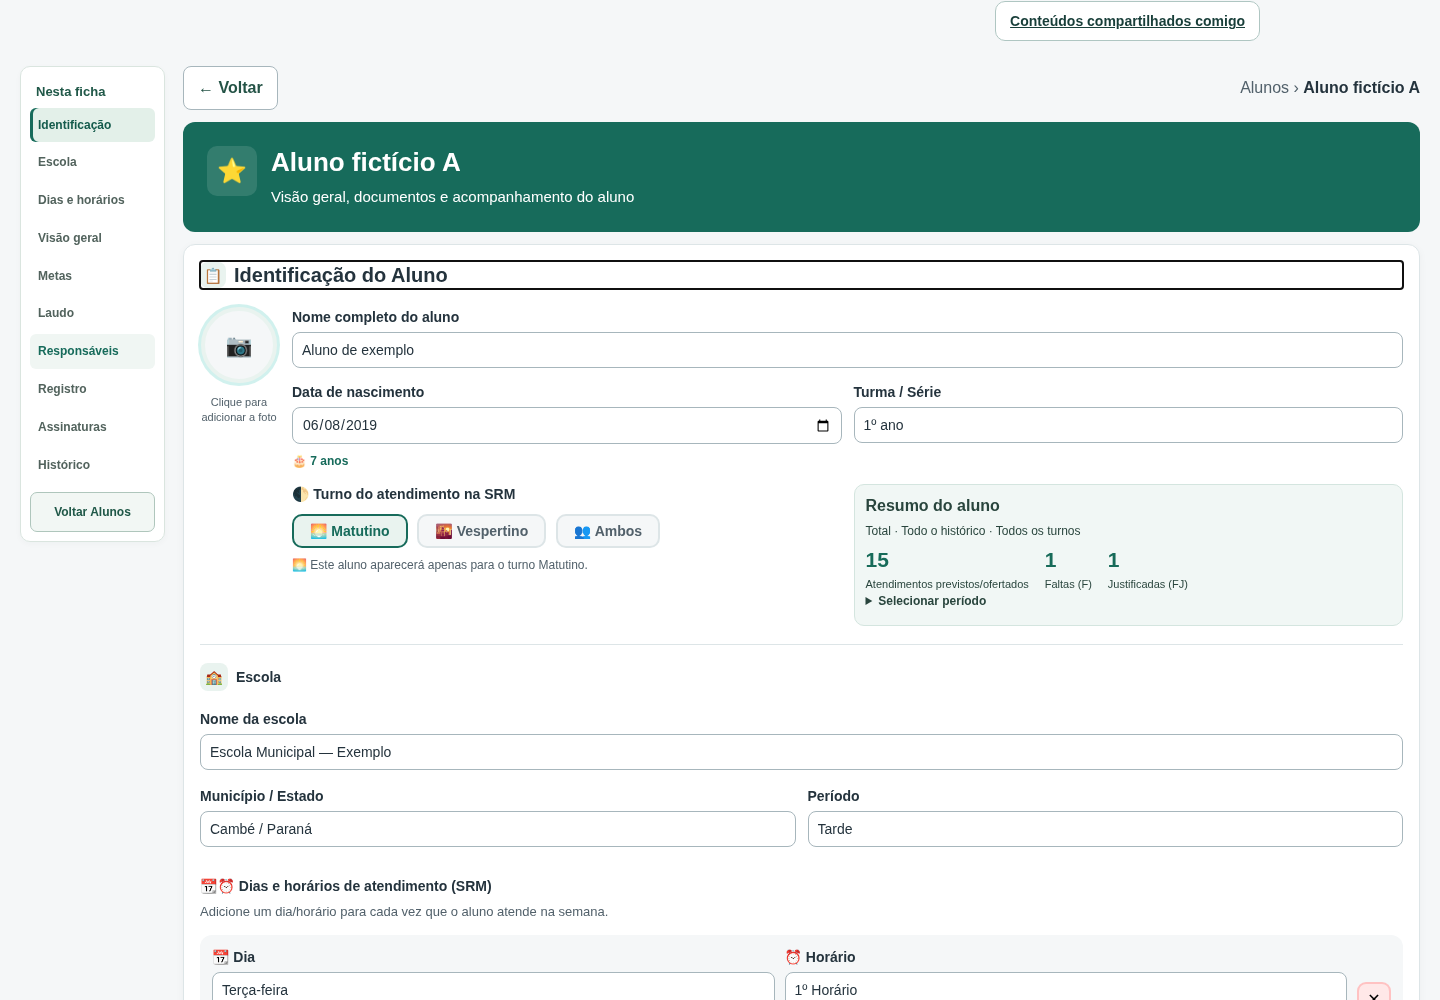 Conteúdos compartilhados comigo
Nesta ficha
Identificação
Escola
Dias e horários
Visão geral
Metas
Laudo
Responsáveis
Registro
Assinaturas
Histórico
Voltar Alunos
← Voltar
Alunos › Aluno fictício A
Aluno fictício A
Visão geral, documentos e acompanhamento do aluno
Identificação do Aluno
Clique para
adicionar a foto
Nome completo do aluno
Aluno de exemplo
Data de nascimento
06/08/2019
7 anos
Turma / Série
1º ano
Turno do atendimento na SRM
Matutino
Vespertino
Ambos
Este aluno aparecerá apenas para o turno Matutino.
Resumo do aluno
Total · Todo o histórico · Todos os turnos
15 1 1
Atendimentos previstos/ofertados Faltas (F) Justificadas (FJ)
Selecionar período
Escola
Nome da escola
Escola Municipal — Exemplo
Município / Estado
Cambé / Paraná
Período
Tarde
Dias e horários de atendimento (SRM)
Adicione um dia/horário para cada vez que o aluno atende na semana.
Dia
Terça-feira
Horário
1º Horário